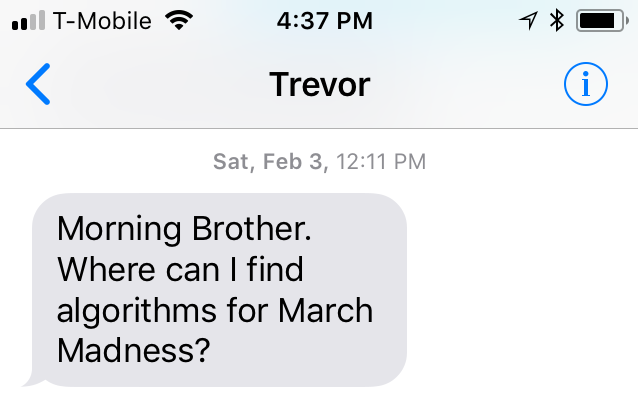 T-Mobile 4:37 PM
Trevor
Sat, Feb 3, 12:11 PM
Morning Brother.
Where can I find
algorithms for March
Madness?